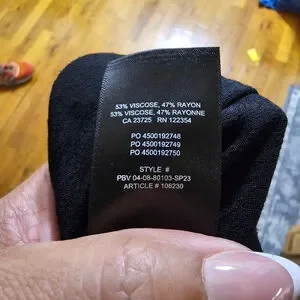 53% VISCOSE, 47% RAYON
53% VISCOSE, 47% RAYONNE
CA 23725 RN 122354
PO 4500192748
PO 4500192749
PO 4500192750
STYLE #
PBV 04-08-80103-SP23
ARTICLE # 108230